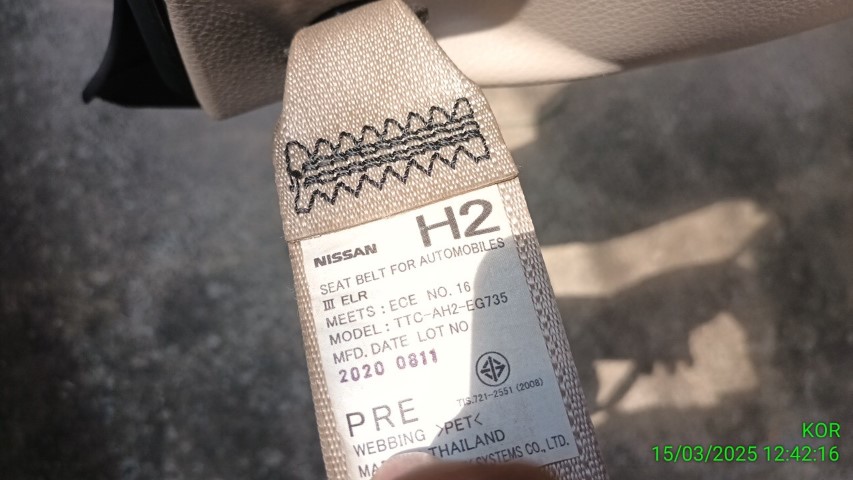 H2
NISSAN
SEAT BELT FOR AUTOMOBILES
III ELR
MEETS : ECE NO. 16
MODEL : TTC-AH2-EG735
MFD. DATE LOT NO
2020 0811
TIS.721-2551 (2008)
PRE
WEBBING >PET<
THAILAND
SYSTEMS CO., LTD.
KOR
15/03/2025 12:42:16